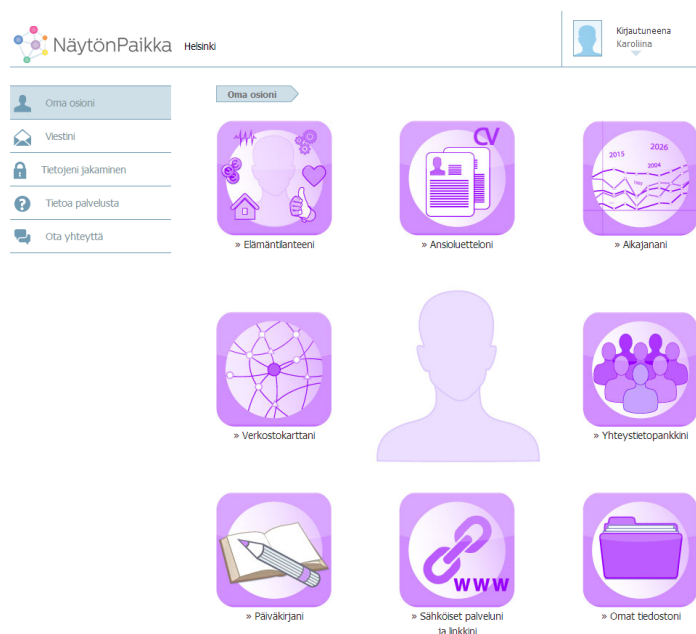 NäytönPaikka Helsinki
Kirjautuneena
Karoliina
Oma osioni
Viestini
Tietojeni jakaminen
Tietoa palvelusta
Ota yhteyttä
Oma osioni
» Elämäntilanteeni
CV
» Ansioluetteloni
2015
2026
2004
» Aikajanani
» Verkostokarttani
» Yhteystietopankkini
» Päiväkirjani
www
» Sähköiset palveluni
ja linkkini
» Omat tiedostoni